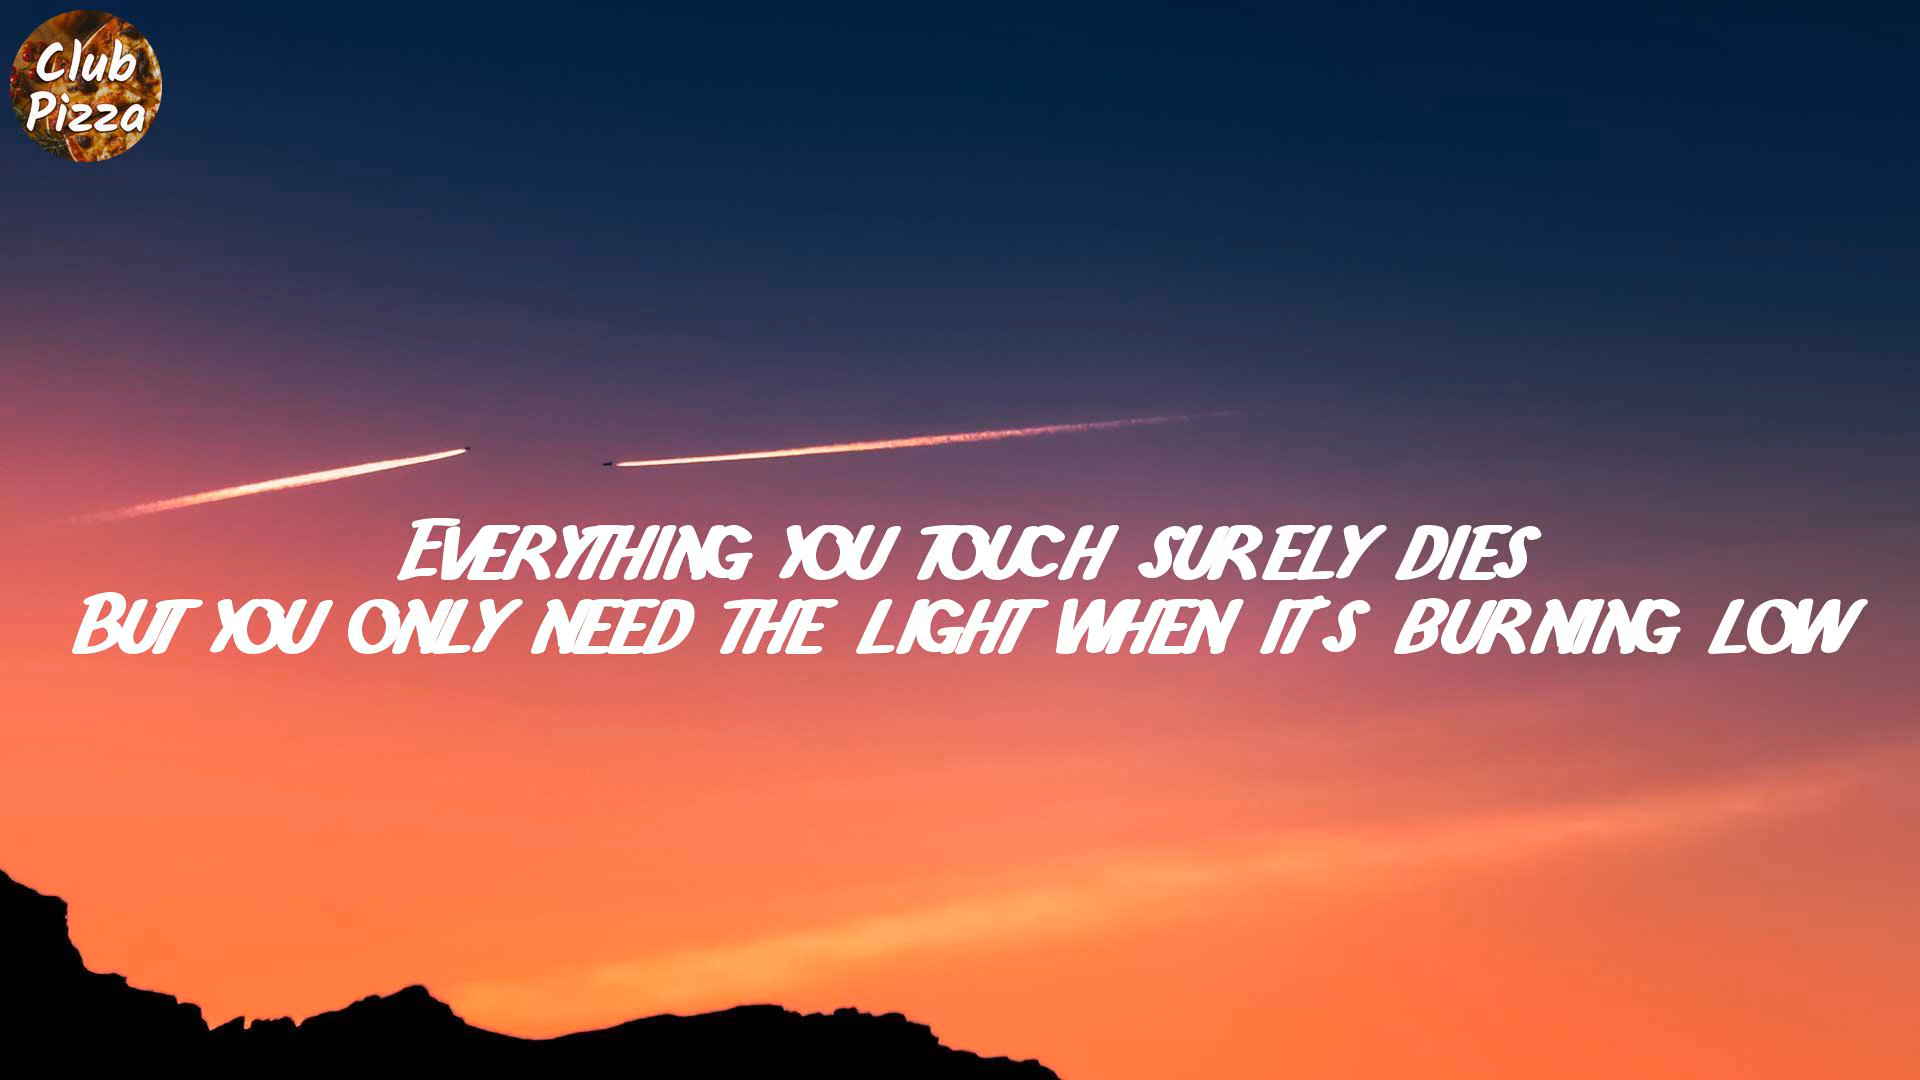 Club
Pizza
EVERYTHING YOU TOUCH SURELY DIES
BUT YOU ONLY NEED THE LIGHT WHEN IT'S BURNING LOW